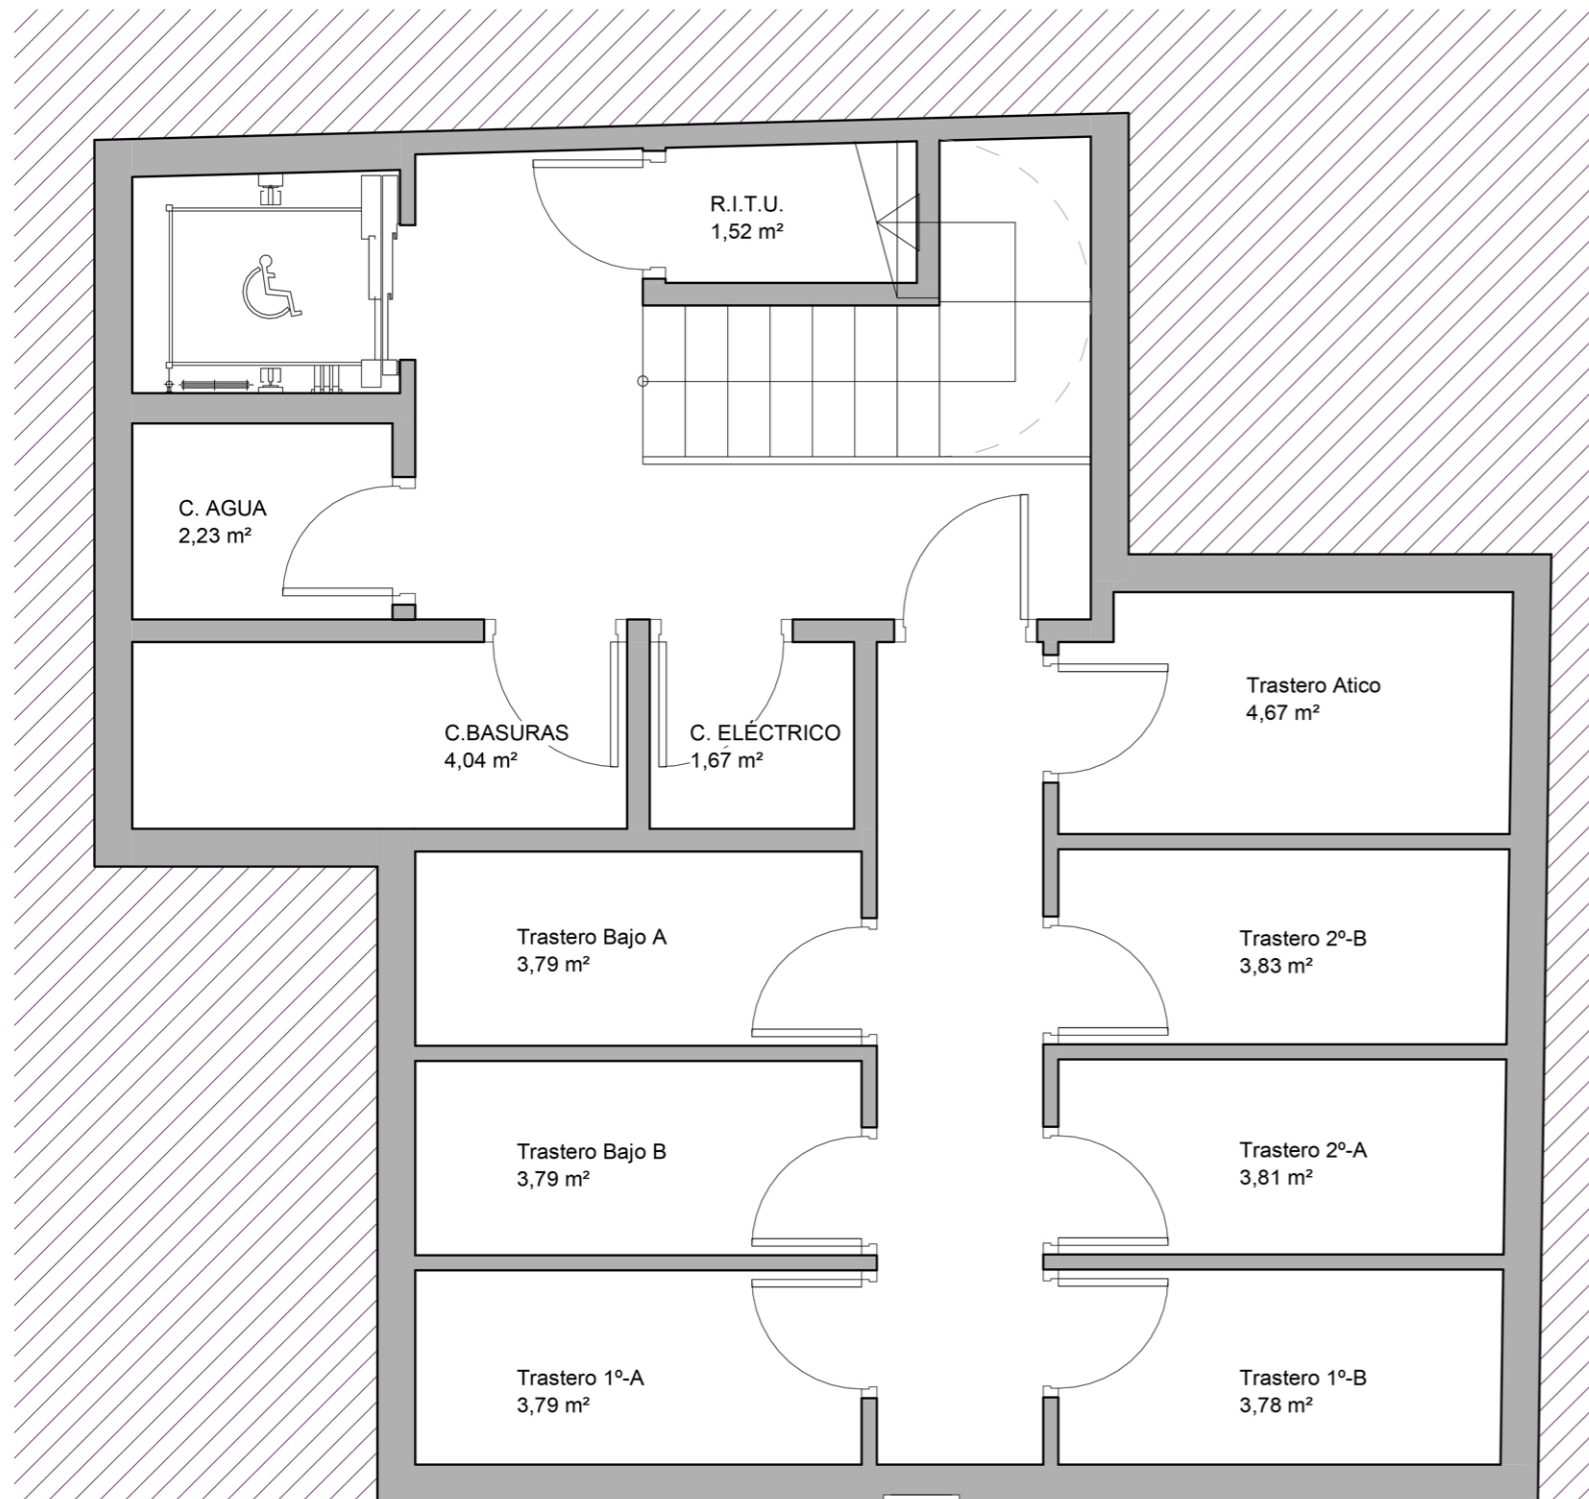 R.I.T.U.
1,52 m²
C. AGUA
2,23 m²
C.BASURAS
4,04 m²
C. ELÉCTRICO
1,67 m²
Trastero Atico
4,67 m²
Trastero Bajo A
3,79 m²
Trastero 2º-B
3,83 m²
Trastero Bajo B
3,79 m²
Trastero 2º-A
3,81 m²
Trastero 1º-A
3,79 m²
Trastero 1º-B
3,78 m²